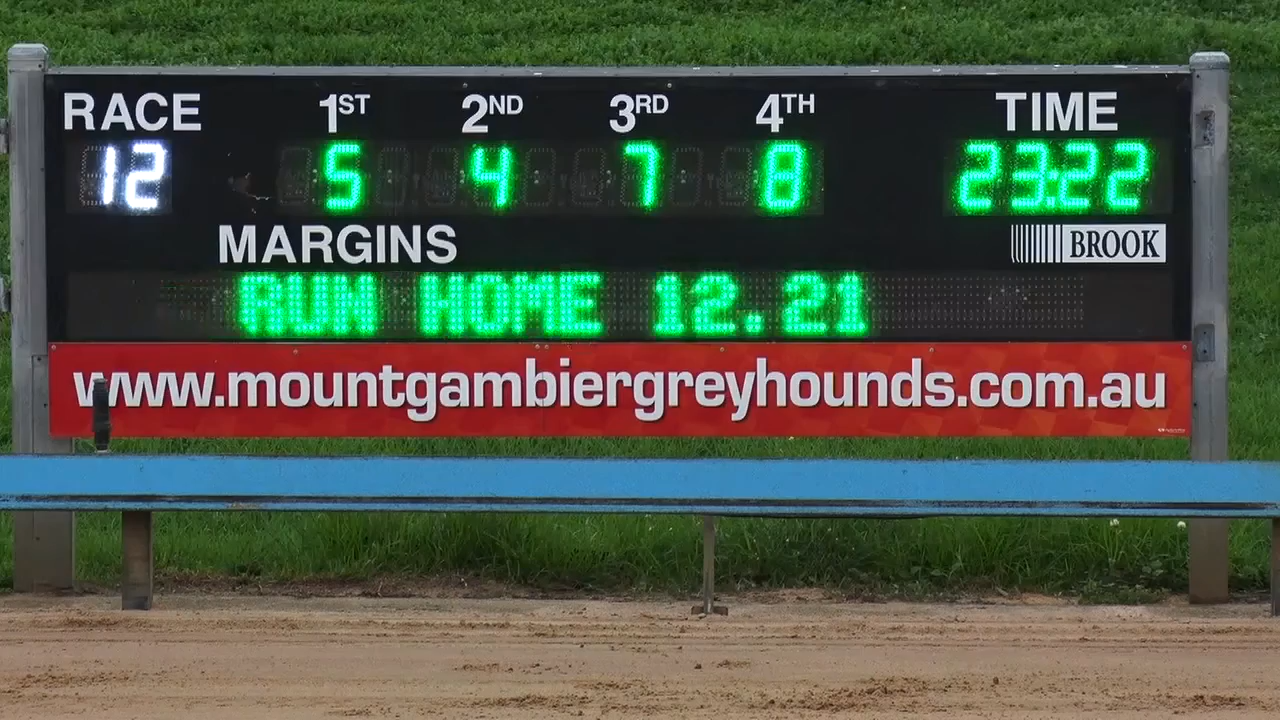 RACE 1ST 2ND 3RD 4TH TIME
12 5 4 7 8 23:22
MARGINS BROOK
RUN HOME 12.21
www.mountgambiergreyhounds.com.au